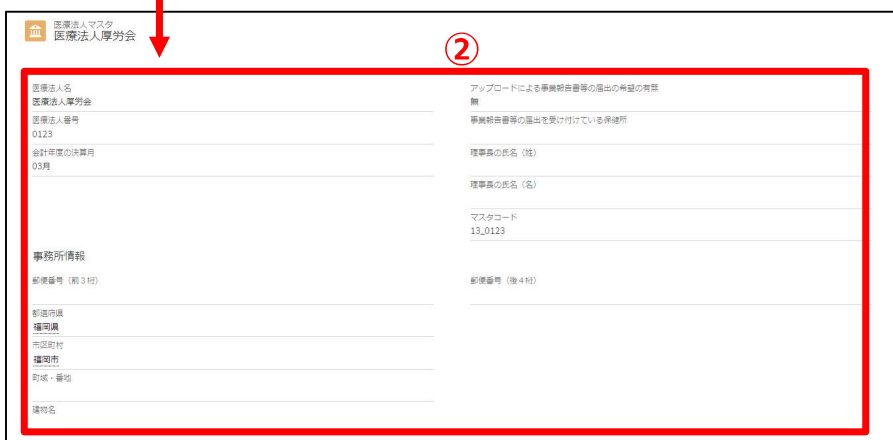 医療法人マスタ
医療法人厚労会
②
医療法人名
医療法人厚労会
医療法人番号
0123
会計年度の決算月
03月
アップロードによる事業報告書等の届出の希望の有無
無
事業報告書等の届出を受け付けている保健所
理事長の氏名（姓）
理事長の氏名（名）
マスタコード
13_0123
事務所情報
郵便番号（前３桁）
郵便番号（後４桁）
都道府県
福岡県
市区町村
福岡市
町域・番地
建物名